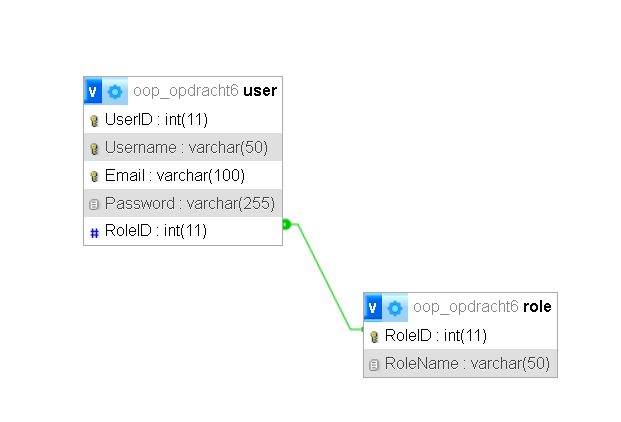 v oop_opdracht6 user
UserID : int(11)
Username : varchar(50)
Email : varchar(100)
Password : varchar(255)
# RoleID : int(11)
v oop_opdracht6 role
RoleID : int(11)
RoleName : varchar(50)